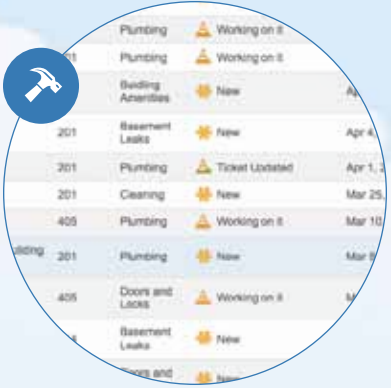 Plumbing Working on it
Plumbing Working on it
Building
Amenities New
201 Basement
Leaks New Apr 4,
201 Plumbing Ticket Updated Apr 1,
201 Cleaning New Mar 25,
405 Plumbing Working on it Mar 10
201 Plumbing New Mar
405 Doors and
Locks Working on it
Basement
Leaks New
Doors and New